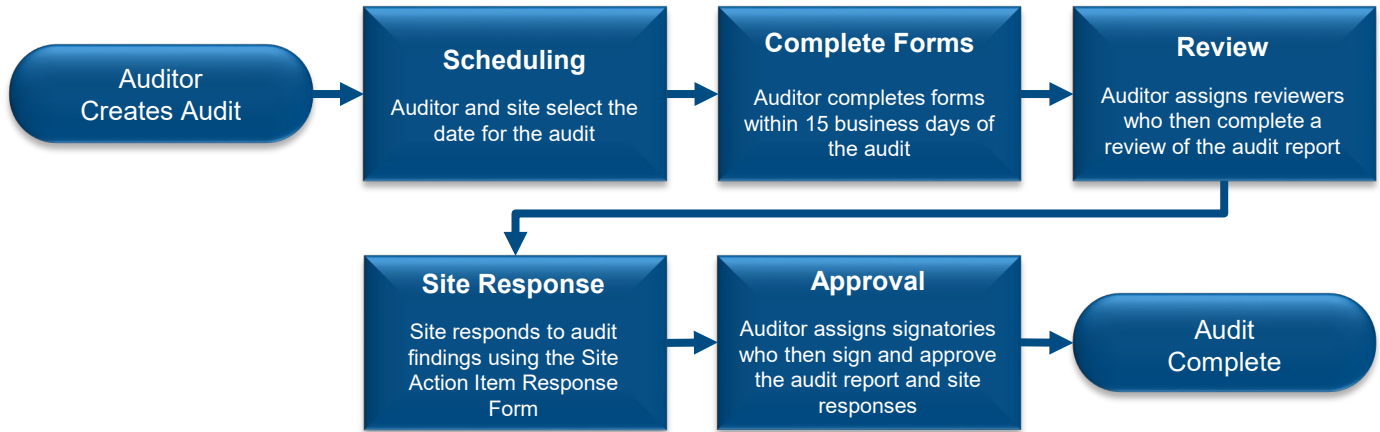 Auditor
Creates Audit
Scheduling
Auditor and site select the
date for the audit
Complete Forms
Auditor completes forms
within 15 business days of
the audit
Review
Auditor assigns reviewers
who then complete a
review of the audit report
Site Response
Site responds to audit
findings using the Site
Action Item Response
Form
Approval
Auditor assigns signatories
who then sign and approve
the audit report and site
responses
Audit
Complete